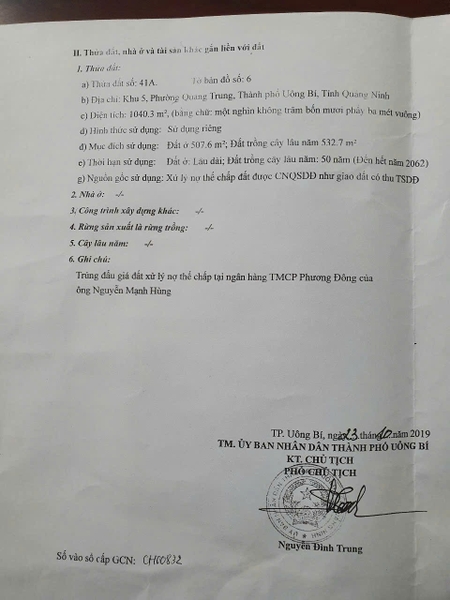 II. Thửa đất, nhà ở và tài sản khác gắn liền với đất
1. Thửa đất:
a) Thửa đất số: 41A. Tờ bản đồ số: 6
b) Địa chỉ: Khu 5, Phường Quang Trung, Thành phố Uông Bí, Tỉnh Quảng Ninh
c) Diện tích: 1040.3 m², (bằng chữ: một nghìn không trăm bốn mươi phẩy ba mét vuông)
d) Hình thức sử dụng: Sử dụng riêng
đ) Mục đích sử dụng: Đất ở 507.6 m²; Đất trồng cây lâu năm 532.7 m²
e) Thời hạn sử dụng: Đất ở: Lâu dài; Đất trồng cây lâu năm: 50 năm (Đến hết năm 2062)
g) Nguồn gốc sử dụng: Xử lý nợ thế chấp đất được CNQSDĐ như giao đất có thu TSDĐ
2. Nhà ở: -/-
3. Công trình xây dựng khác: -/-
4. Rừng sản xuất là rừng trồng: -/-
5. Cây lâu năm: -/-
6. Ghi chú:
Trúng đấu giá đất xử lý nợ thế chấp tại ngân hàng TMCP Phương Đông của
ông Nguyễn Mạnh Hùng
TP. Uông Bí, ngày 23 tháng 10 năm 2019
TM. ỦY BAN NHÂN DÂN THÀNH PHỐ UÔNG BÍ
KT. CHỦ TỊCH
PHÓ CHỦ TỊCH
Nguyễn Đình Trung
Số vào sổ cấp GCN: CH00832